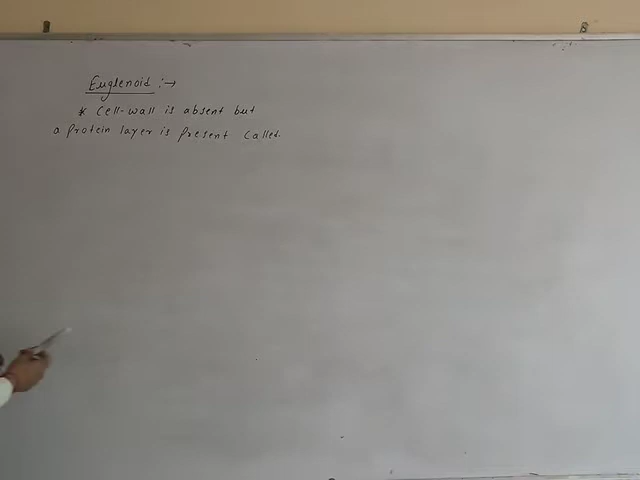 Euglenoid :→
* Cell-wall is absent but
a Protein layer is Present Called.